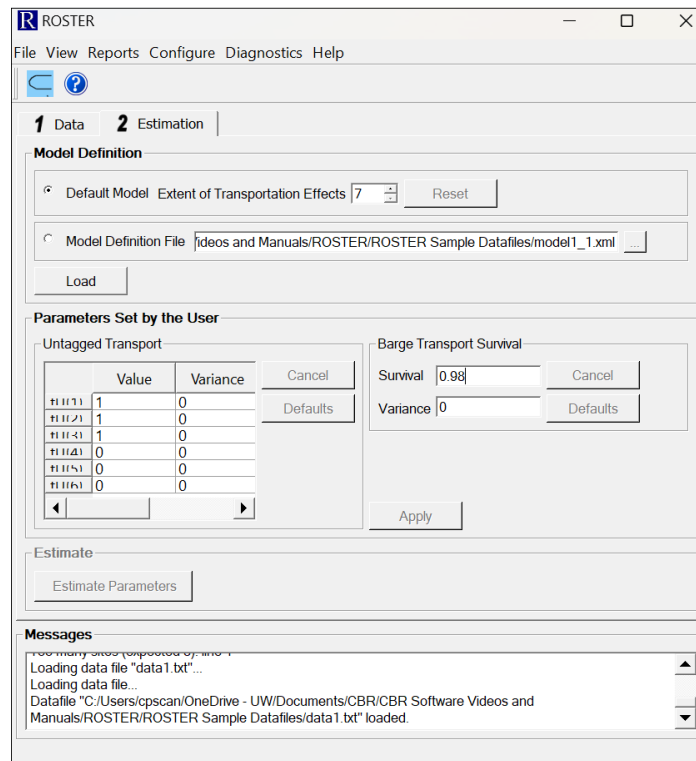 R ROSTER
File View Reports Configure Diagnostics Help
1 Data 2 Estimation
Model Definition
Default Model Extent of Transportation Effects 7 Reset
Model Definition File ideos and Manuals/ROSTER/ROSTER Sample Datafiles/model1_1.xml ...
Load
Parameters Set by the User
Untagged Transport
Value Variance Cancel
1 0 Defaults
1 0
1 0
0 0
0 0
0 0
Barge Transport Survival
Survival 0.98 Cancel
Variance 0 Defaults
Apply
Estimate
Estimate Parameters
Messages
Loading data file "data1.txt"...
Loading data file...
Datafile "C:/Users/cpscan/OneDrive - UW/Documents/CBR/CBR Software Videos and
Manuals/ROSTER/ROSTER Sample Datafiles/data1.txt" loaded.